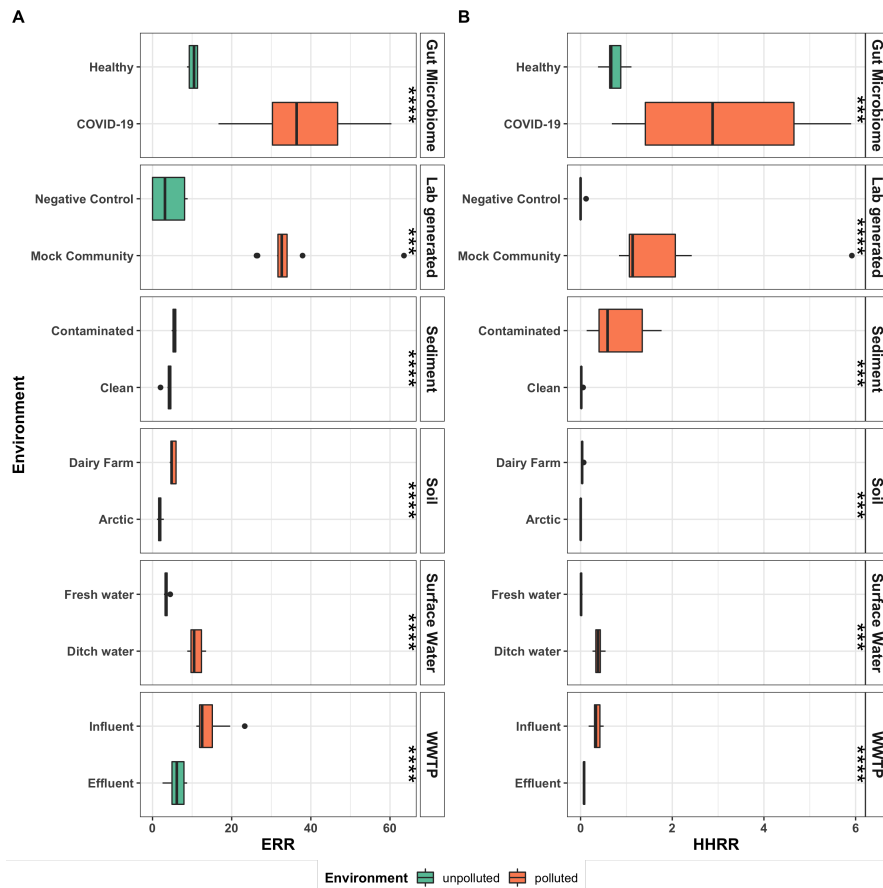 A
B
Environment
Healthy
COVID-19
****
Gut Microbiome
Negative Control
Mock Community
****
Lab generated
Contaminated
Clean
****
Sediment
Dairy Farm
Arctic
****
Soil
Fresh water
Ditch water
****
Surface Water
Influent
Effluent
****
WWTP
0 20 40 60
ERR
Healthy
COVID-19
***
Gut Microbiome
Negative Control
Mock Community
****
Lab generated
Contaminated
Clean
***
Sediment
Dairy Farm
Arctic
***
Soil
Fresh water
Ditch water
***
Surface Water
Influent
Effluent
****
WWTP
0 2 4 6
HHRR
Environment unpolluted polluted